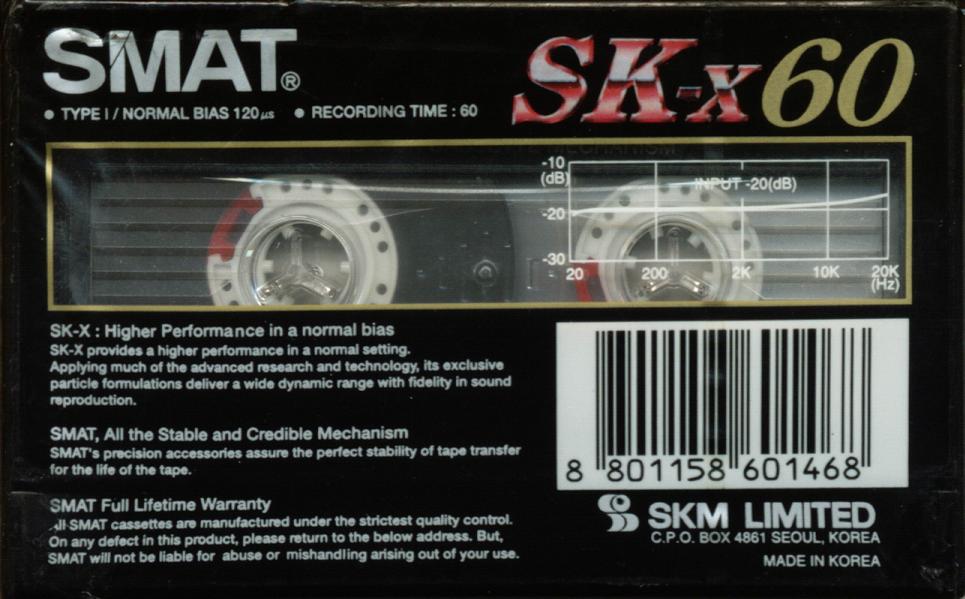 SMAT®
• TYPE I / NORMAL BIAS 120 µs • RECORDING TIME : 60
SK-x 60
-10
(dB)
INPUT -20(dB)
-20
-30
20 200 2K 10K 20K
(Hz)
SK-X : Higher Performance in a normal bias
SK-X provides a higher performance in a normal setting.
Applying much of the advanced research and technology, its exclusive
particle formulations deliver a wide dynamic range with fidelity in sound
reproduction.
SMAT, All the Stable and Credible Mechanism
SMAT's precision accessories assure the perfect stability of tape transfer
for the life of the tape.
SMAT Full Lifetime Warranty
All SMAT cassettes are manufactured under the strictest quality control.
On any defect in this product, please return to the below address. But,
SMAT will not be liable for abuse or mishandling arising out of your use.
8 801158 601468
SKM LIMITED
C.P.O. BOX 4861 SEOUL, KOREA
MADE IN KOREA